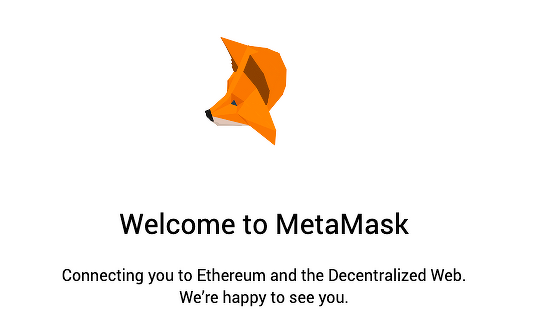 Welcome to MetaMask
Connecting you to Ethereum and the Decentralized Web.
We’re happy to see you.